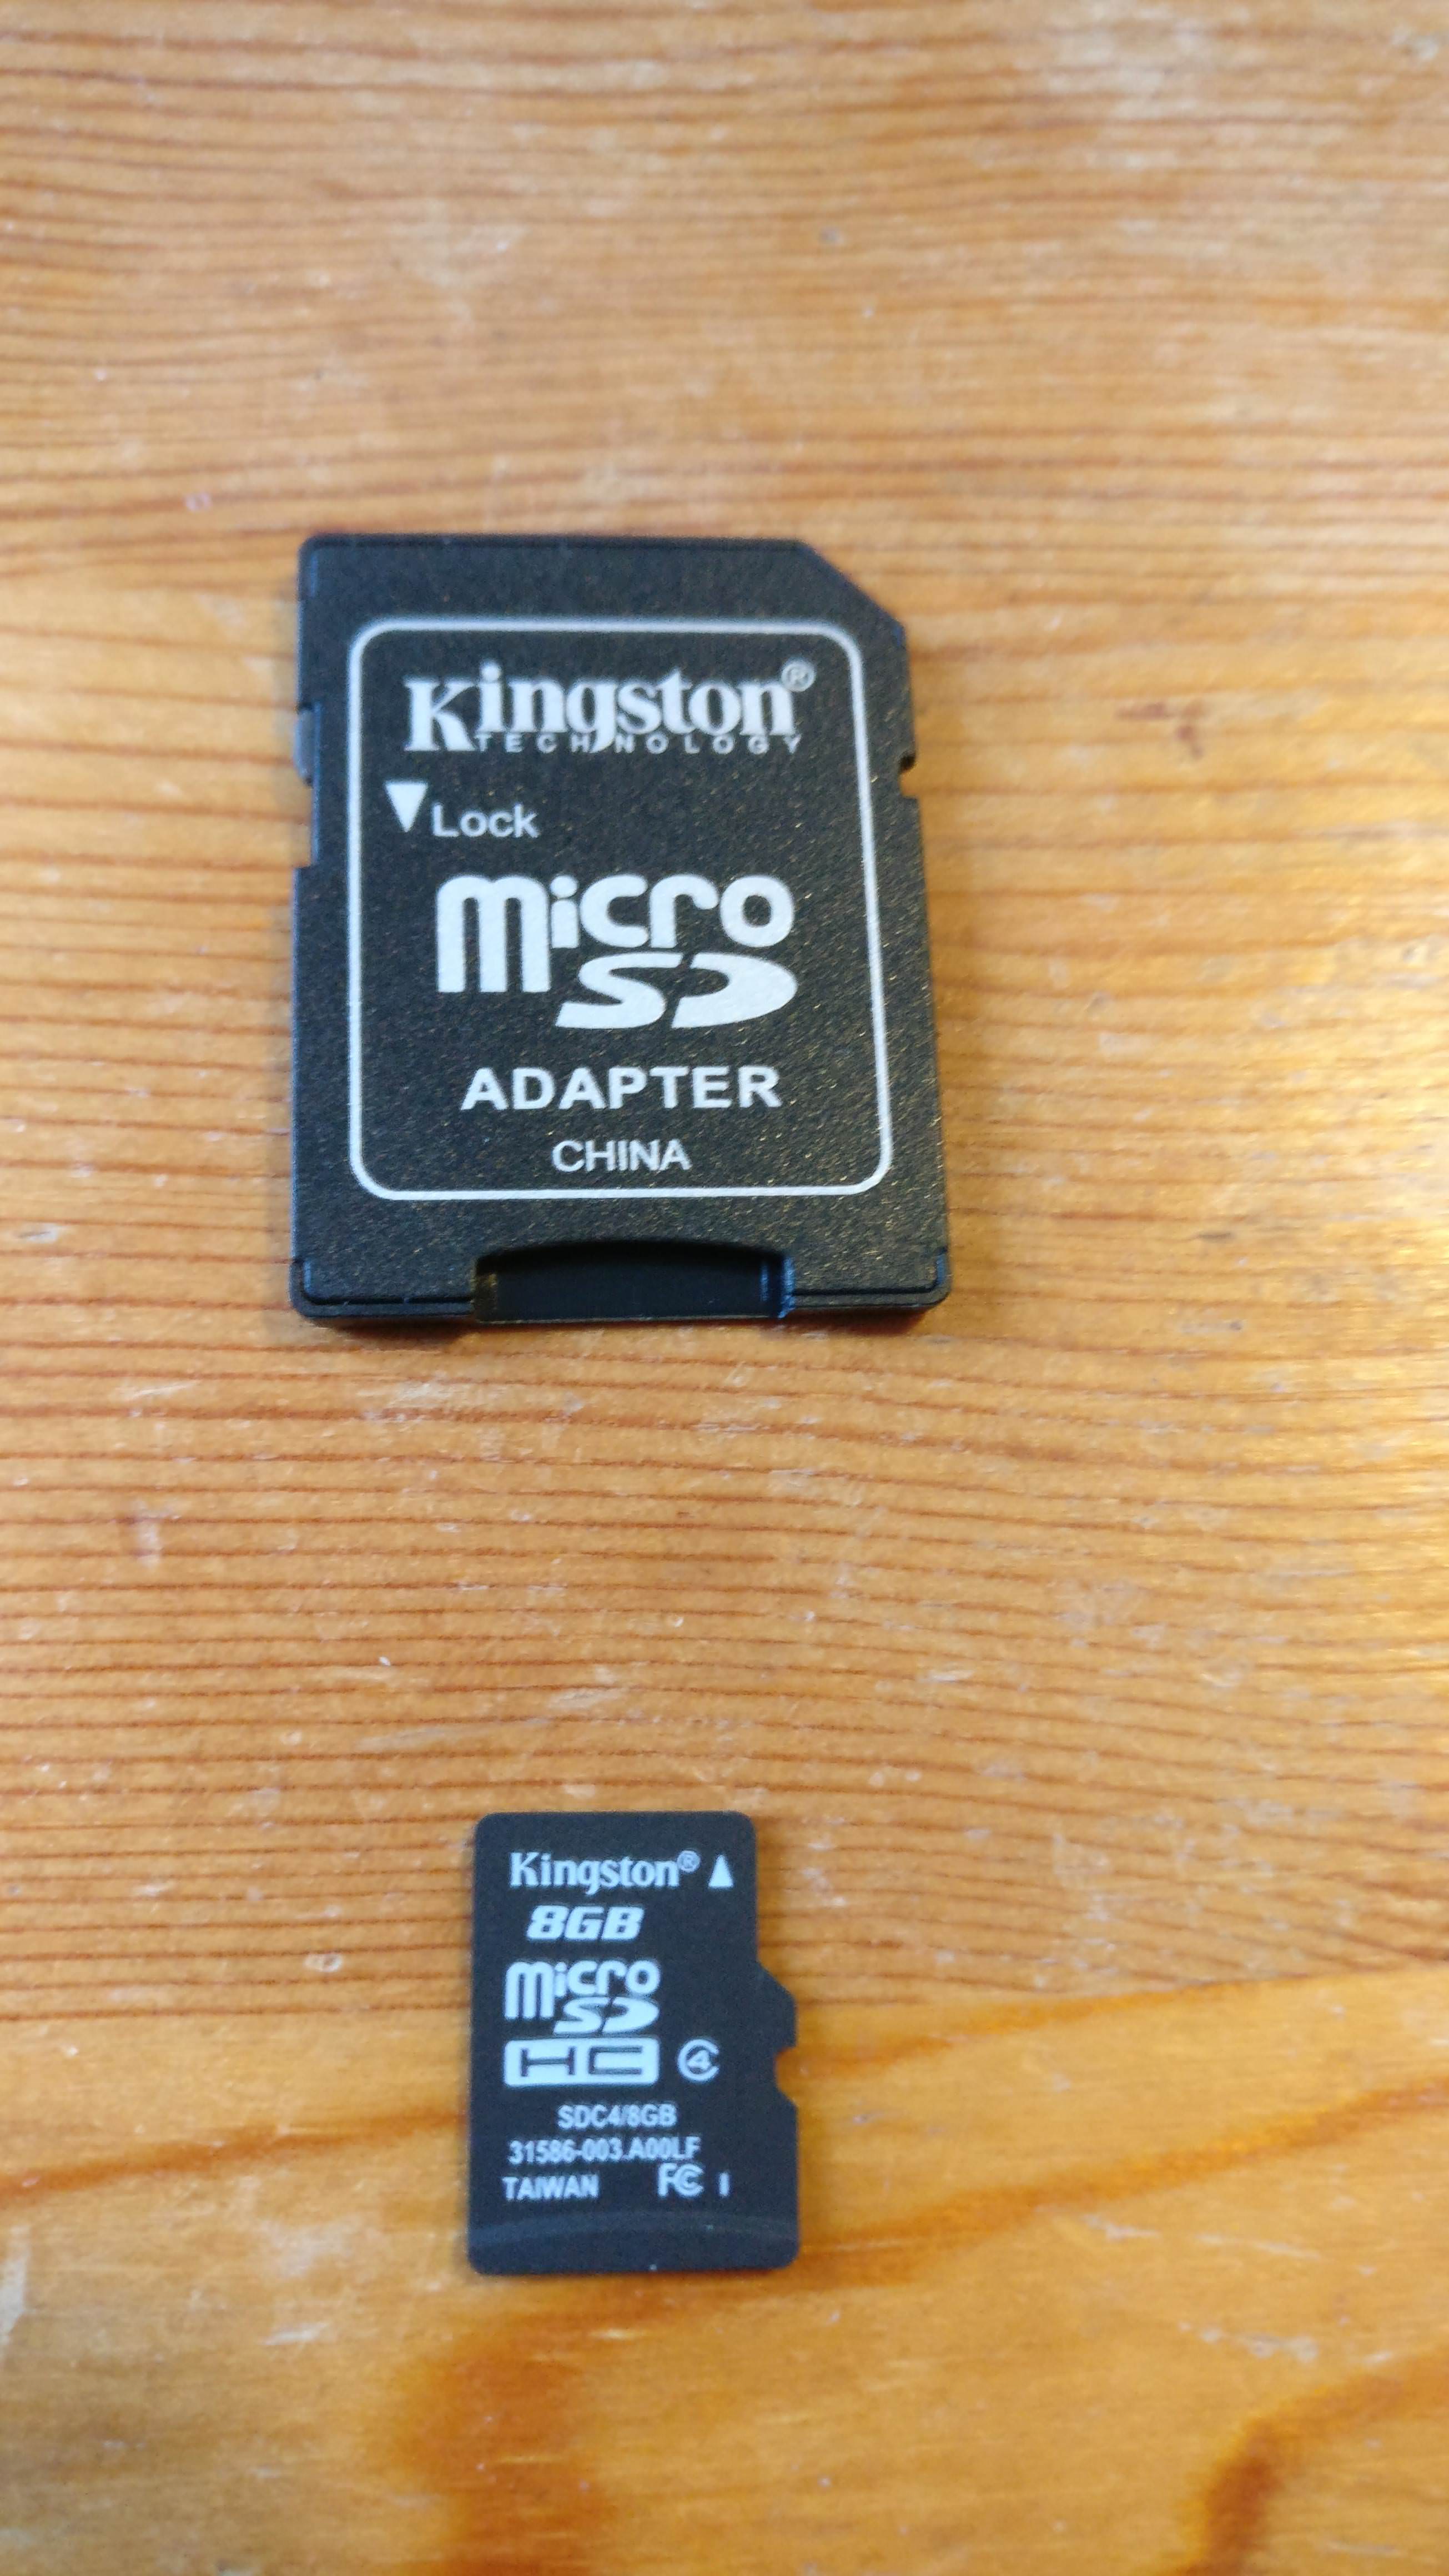 Kingston®
TECHNOLOGY
Lock
micro
SD
ADAPTER
CHINA
Kingston®
8GB
micro
SD
HC 4
SDC4/8GB
31586-003.A00LF
TAIWAN FC I